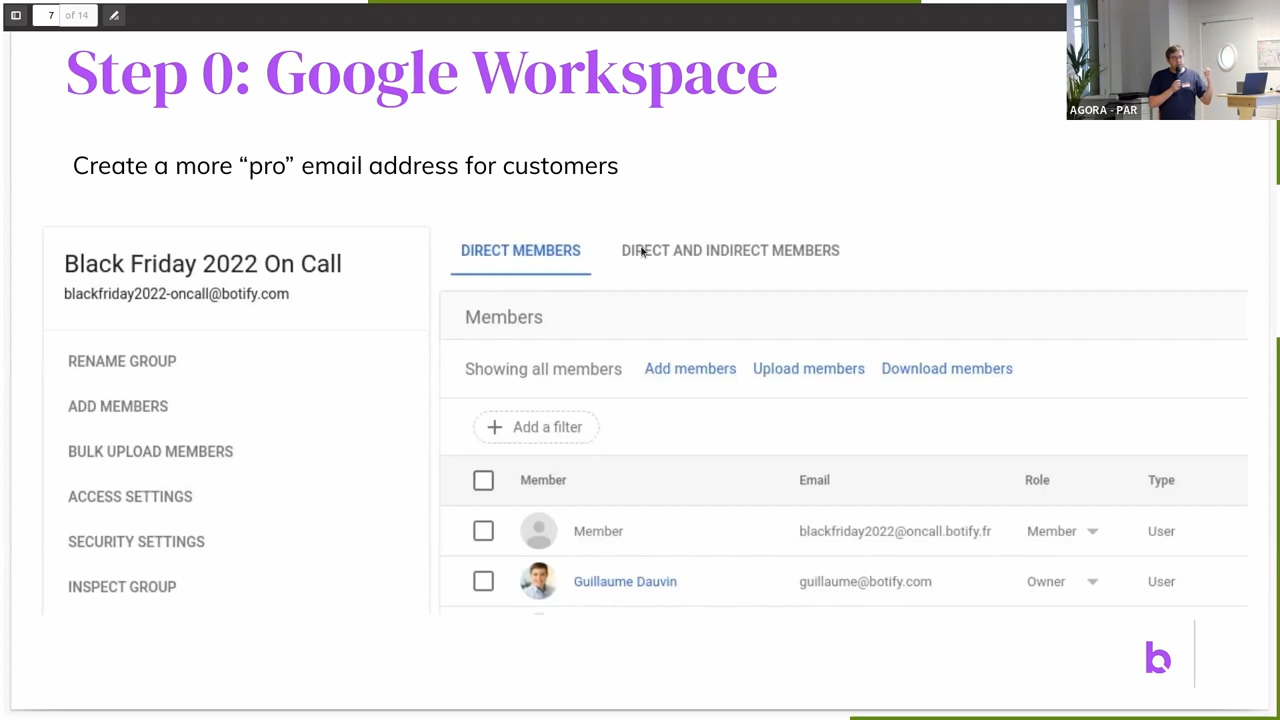 7 of 14
Step 0: Google Workspace
AGORA - PAR
Create a more “pro” email address for customers
Black Friday 2022 On Call
blackfriday2022-oncall@botify.com
RENAME GROUP
ADD MEMBERS
BULK UPLOAD MEMBERS
ACCESS SETTINGS
SECURITY SETTINGS
INSPECT GROUP
DIRECT MEMBERS DIRECT AND INDIRECT MEMBERS
Members
Showing all members Add members Upload members Download members
Add a filter
Member Email Role Type
Member blackfriday2022@oncall.botify.fr Member User
Guillaume Dauvin guillaume@botify.com Owner User
b